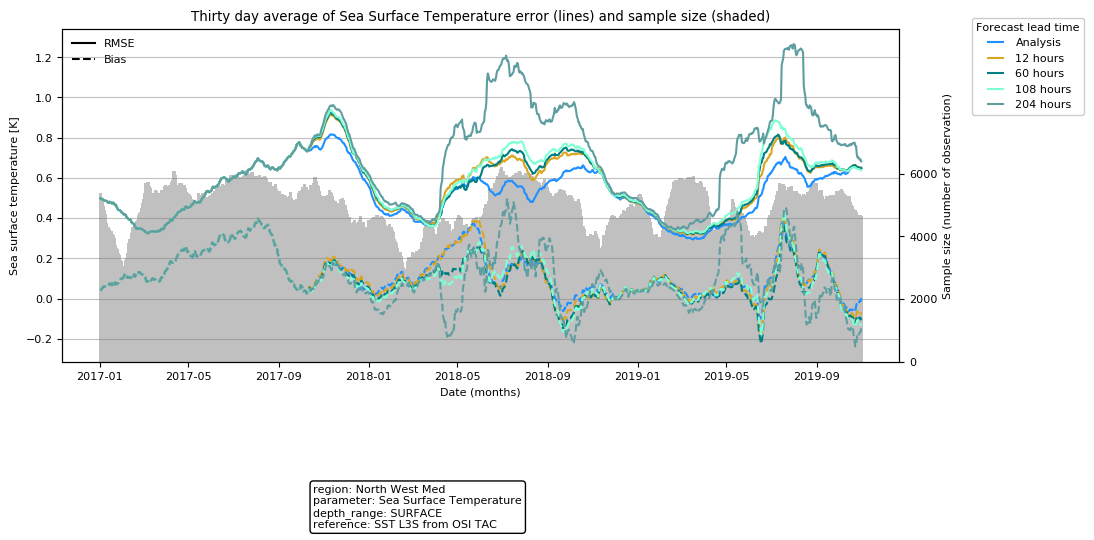 Thirty day average of Sea Surface Temperature error (lines) and sample size (shaded)
Forecast lead time
Analysis
12 hours
60 hours
108 hours
204 hours
RMSE
Bias
Sea surface temperature [K]
1.2
1.0
0.8
0.6
0.4
0.2
0.0
−0.2
6000
4000
2000
0
Sample size (number of observation)
2017-01 2017-05 2017-09 2018-01 2018-05 2018-09 2019-01 2019-05 2019-09
Date (months)
region: North West Med
parameter: Sea Surface Temperature
depth_range: SURFACE
reference: SST L3S from OSI TAC